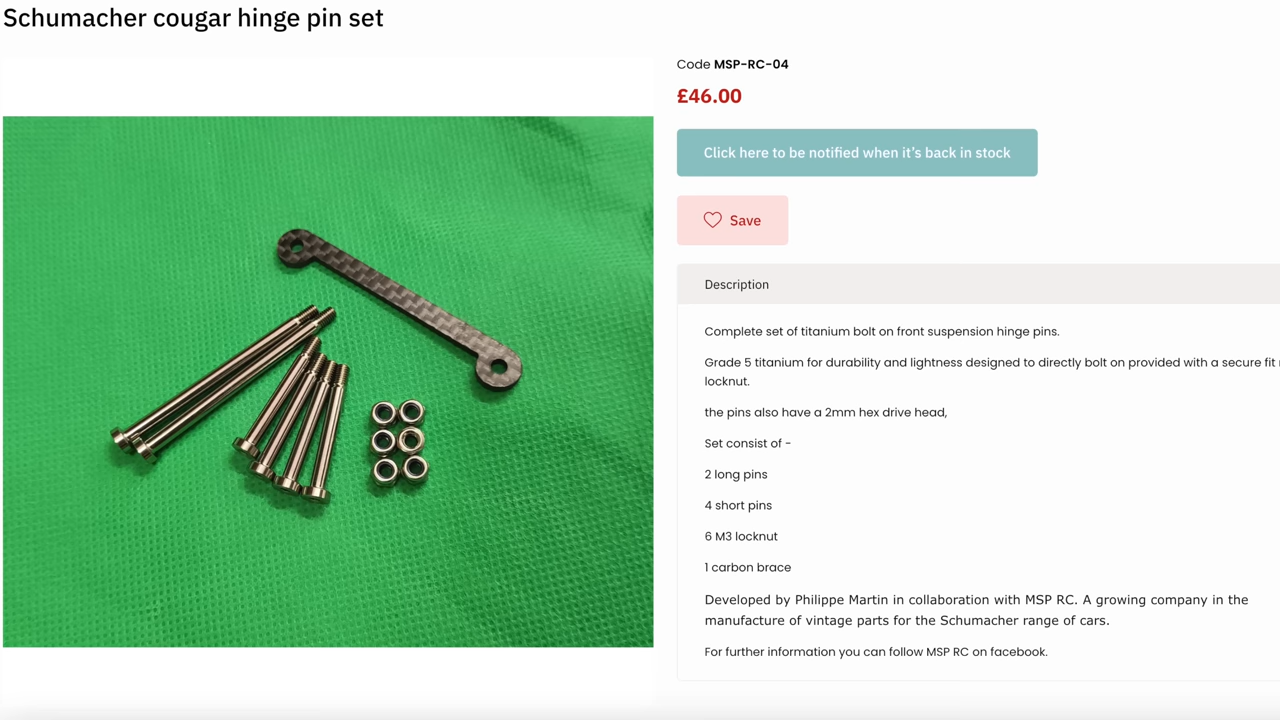 Schumacher cougar hinge pin set
Code MSP-RC-04
£46.00
Click here to be notified when it's back in stock
Save
Description
Complete set of titanium bolt on front suspension hinge pins.
Grade 5 titanium for durability and lightness designed to directly bolt on provided with a secure fit
locknut.
the pins also have a 2mm hex drive head,
Set consist of -
2 long pins
4 short pins
6 M3 locknut
1 carbon brace
Developed by Philippe Martin in collaboration with MSP RC. A growing company in the
manufacture of vintage parts for the Schumacher range of cars.
For further information you can follow MSP RC on facebook.